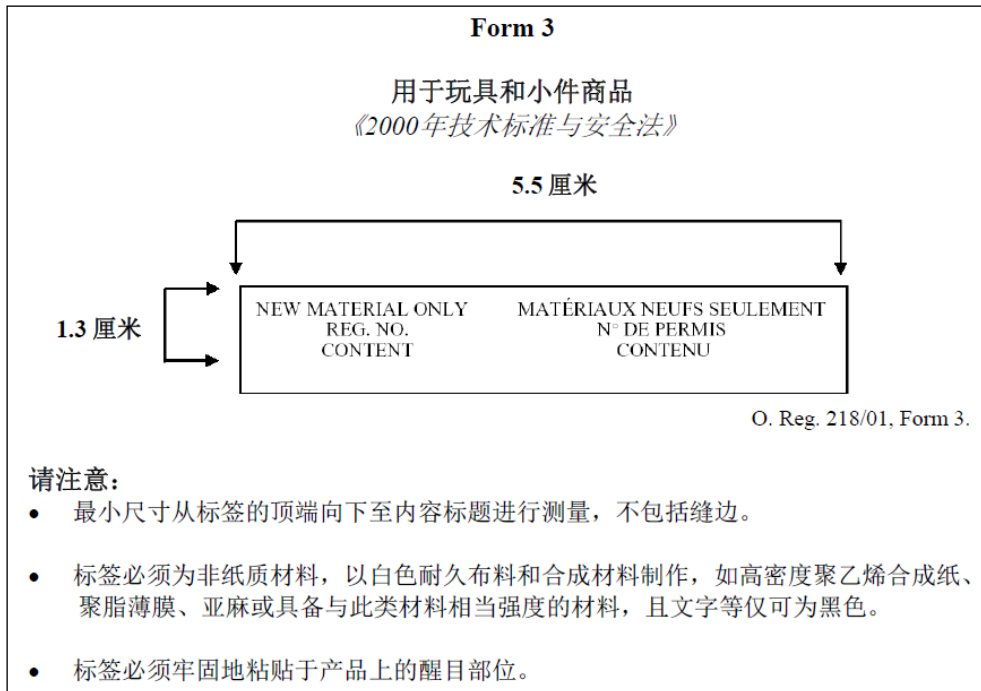 Form 3
用于玩具和小件商品
《2000年技术标准与安全法》
5.5 厘米
1.3 厘米
NEW MATERIAL ONLY MATÉRIAUX NEUFS SEULEMENT
REG. NO. N° DE PERMIS
CONTENT CONTENU
O. Reg. 218/01, Form 3.
请注意：
• 最小尺寸从标签的顶端向下至内容标题进行测量，不包括缝边。
• 标签必须为非纸质材料，以白色耐久布料和合成材料制作，如高密度聚乙烯合成纸、
聚脂薄膜、亚麻或具备与此类材料相当强度的材料，且文字等仅可为黑色。
• 标签必须牢固地粘贴于产品上的醒目部位。